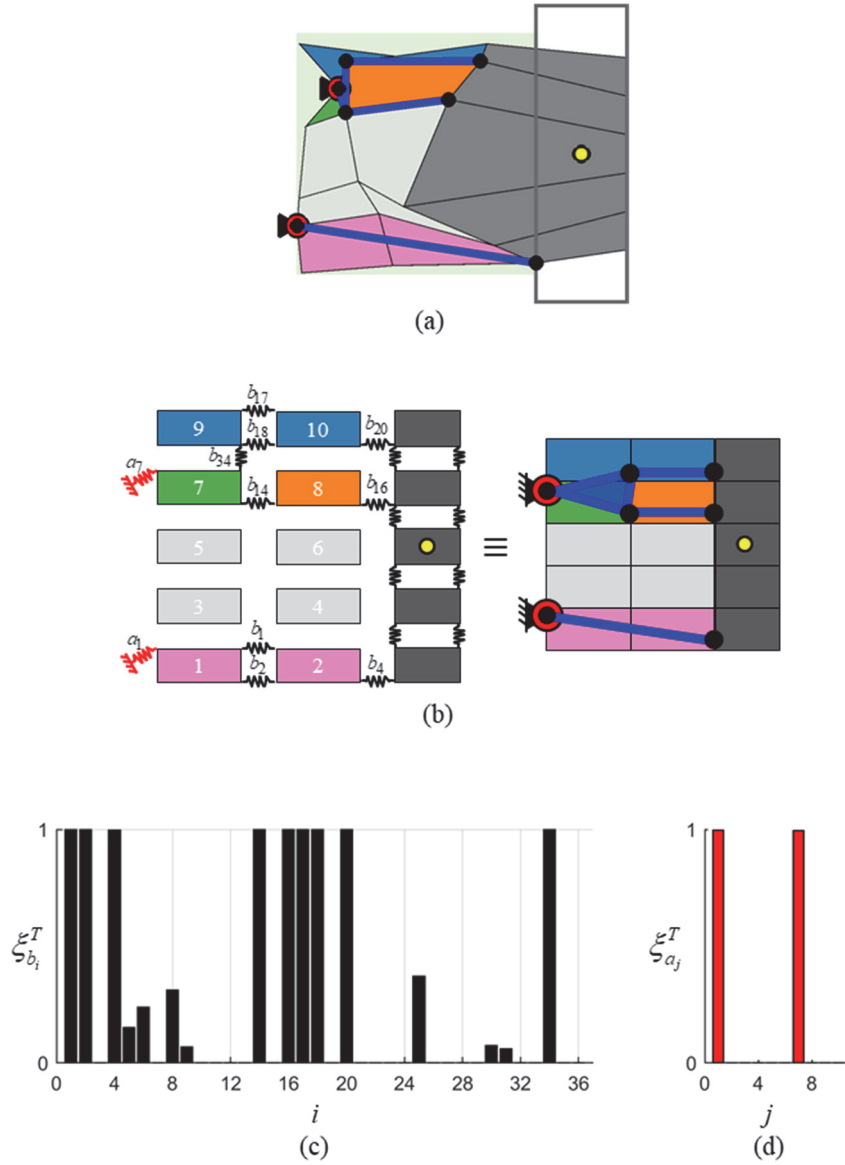 (a)
b17
9 b18 10 b20
b34
a7 7 b14 8 b16
5 6 ≡
3 4
a1 b1
1 b2 2 b4
(b)
1 1
ξ^T_{b_i} ξ^T_{a_j}
0 0
0 4 8 12 16 20 24 28 32 36 0 4 8
i j
(c) (d)